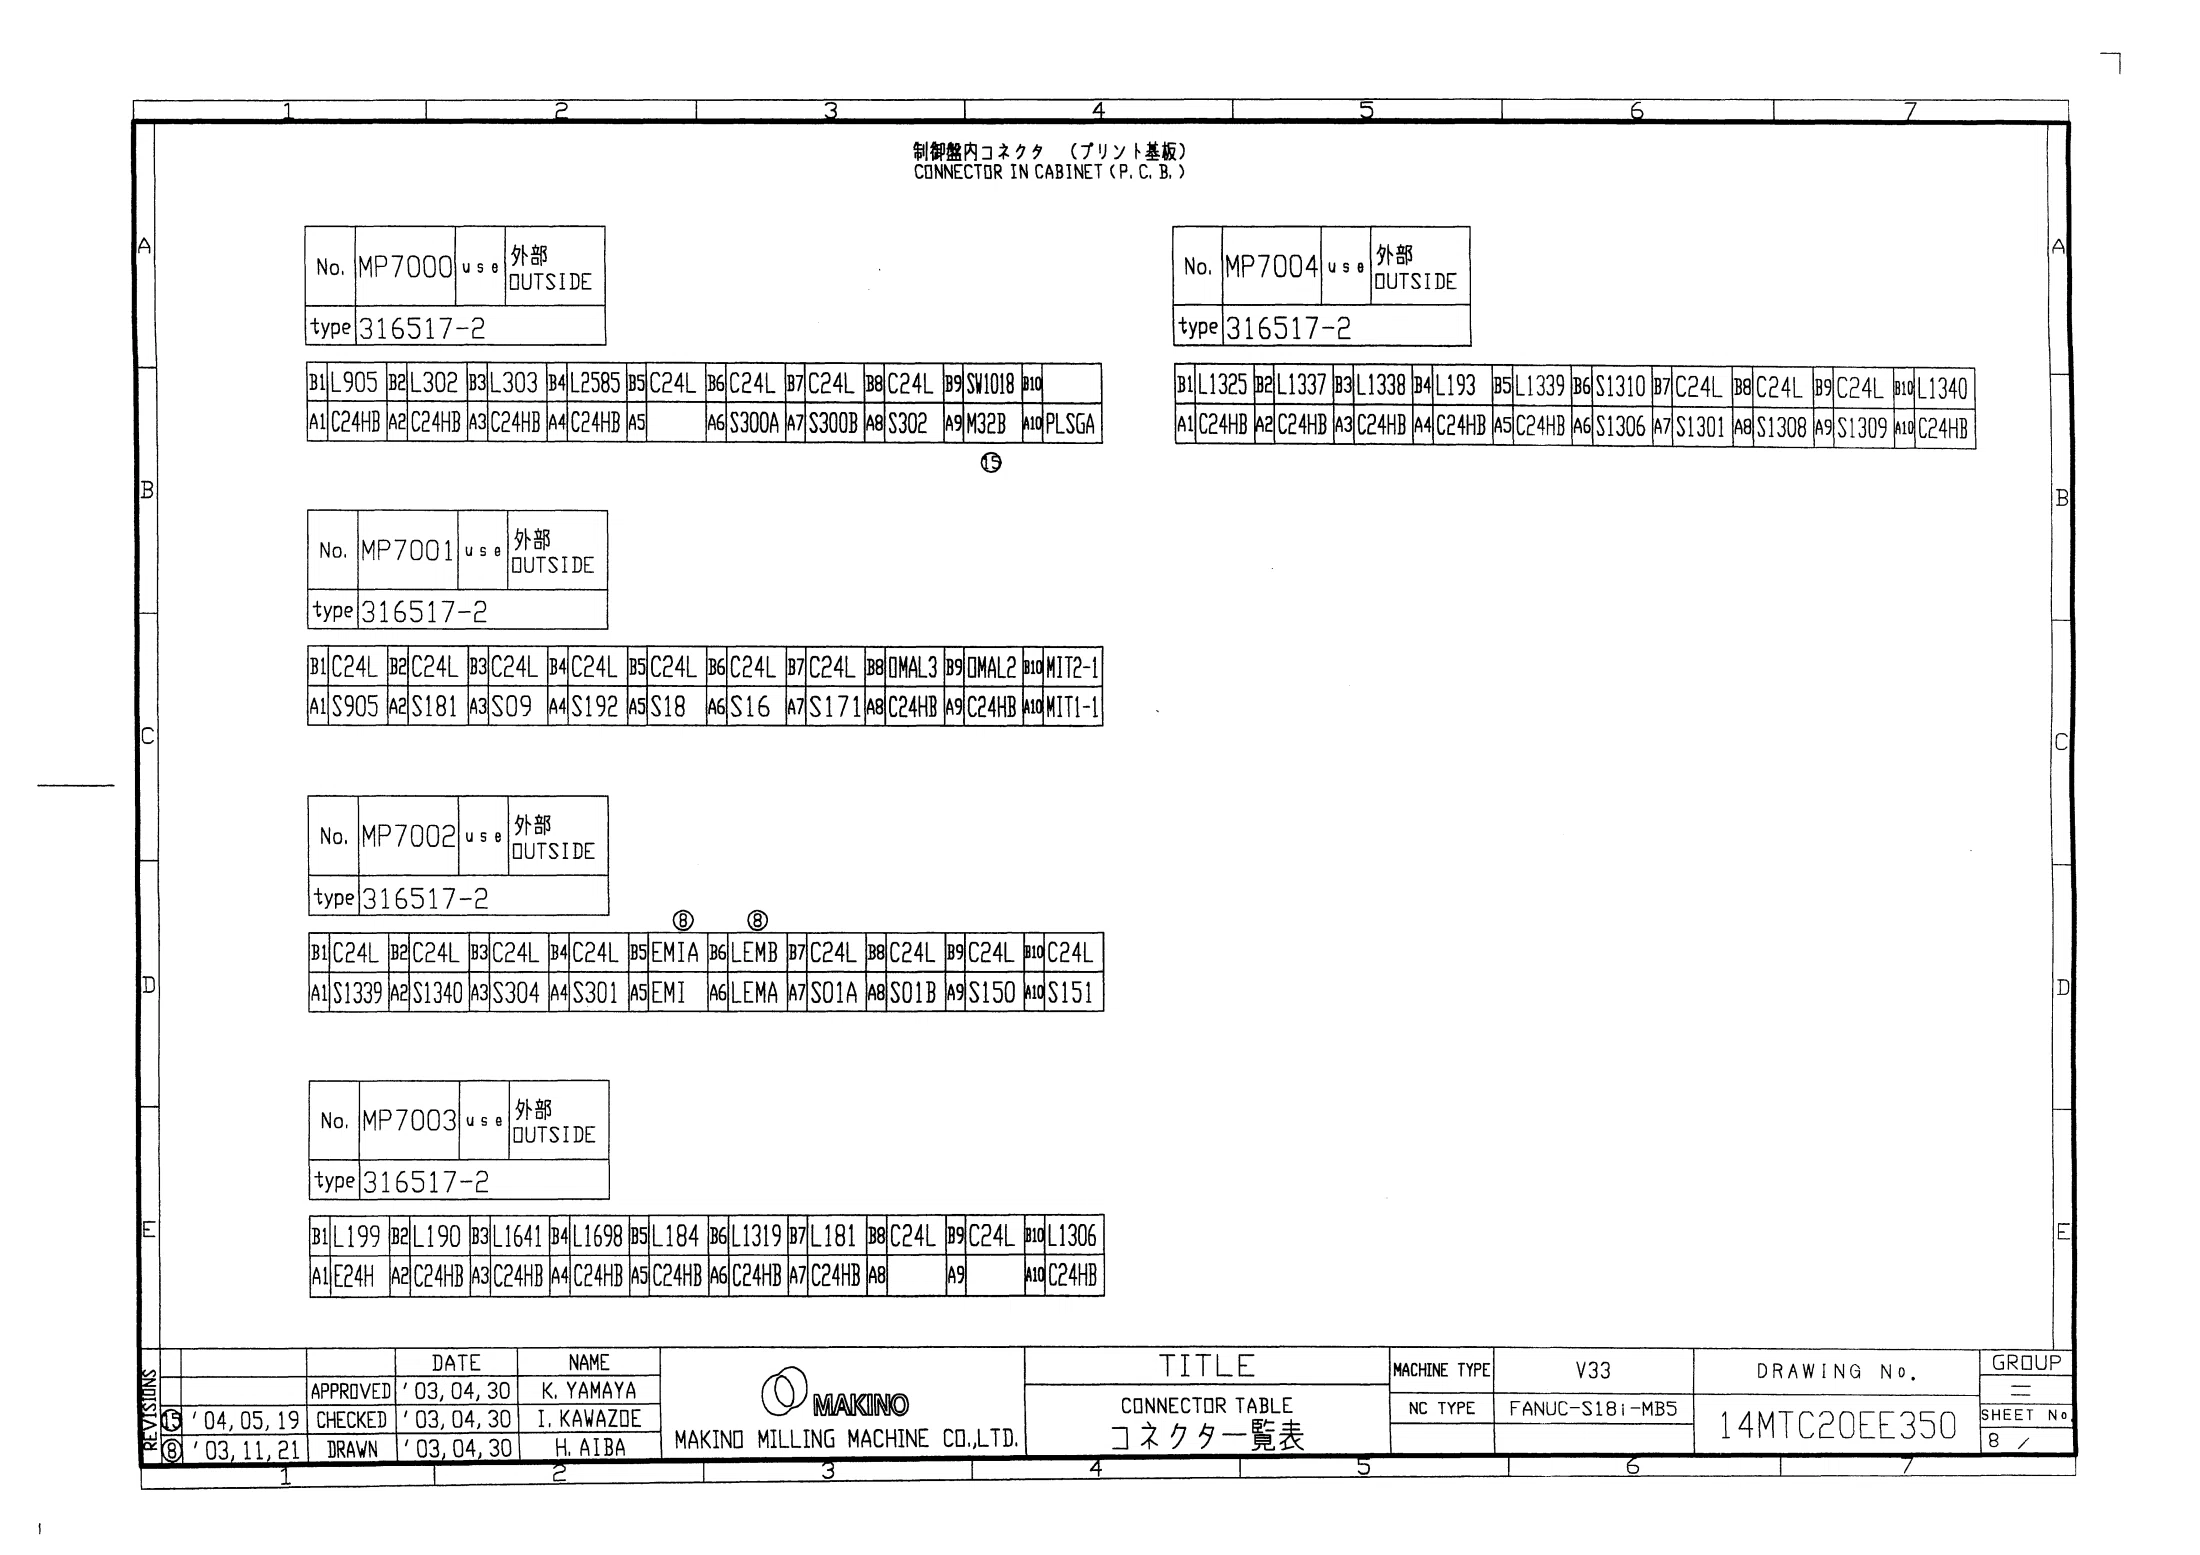 1 2 3 4 5 6 7
制御盤内コネクタ （プリント基板）
CONNECTOR IN CABINET (P. C. B.)
A A
B B
C C
D D
E E
No. MP7000 use 外部 OUTSIDE
type 316517-2
B1 L905 B2 L302 B3 L303 B4 L2585 B5 C24L B6 C24L B7 C24L B8 C24L B9 SW1018 B10
A1 C24HB A2 C24HB A3 C24HB A4 C24HB A5 A6 S300A A7 S300B A8 S302 A9 M32B A10 PLSGA
⑮
No. MP7004 use 外部 OUTSIDE
type 316517-2
B1 L1325 B2 L1337 B3 L1338 B4 L193 B5 L1339 B6 S1310 B7 C24L B8 C24L B9 C24L B10 L1340
A1 C24HB A2 C24HB A3 C24HB A4 C24HB A5 C24HB A6 S1306 A7 S1301 A8 S1308 A9 S1309 A10 C24HB
No. MP7001 use 外部 OUTSIDE
type 316517-2
B1 C24L B2 C24L B3 C24L B4 C24L B5 C24L B6 C24L B7 C24L B8 OMAL3 B9 OMAL2 B10 MIT2-1
A1 S905 A2 S181 A3 S09 A4 S192 A5 S18 A6 S16 A7 S171 A8 C24HB A9 C24HB A10 MIT1-1
No. MP7002 use 外部 OUTSIDE
type 316517-2
⑧ ⑧
B1 C24L B2 C24L B3 C24L B4 C24L B5 EMIA B6 LEMB B7 C24L B8 C24L B9 C24L B10 C24L
A1 S1339 A2 S1340 A3 S304 A4 S301 A5 EMI A6 LEMA A7 S01A A8 S01B A9 S150 A10 S151
No. MP7003 use 外部 OUTSIDE
type 316517-2
B1 L199 B2 L190 B3 L1641 B4 L1698 B5 L184 B6 L1319 B7 L181 B8 C24L B9 C24L B10 L1306
A1 E24H A2 C24HB A3 C24HB A4 C24HB A5 C24HB A6 C24HB A7 C24HB A8 A9 A10 C24HB
REVISIONS
DATE NAME
APPROVED '03,04,30 K. YAMAYA
⑮ '04,05,19 CHECKED '03,04,30 I. KAWAZOE
⑧ '03,11,21 DRAWN '03,04,30 H. AIBA
MAKINO
MAKINO MILLING MACHINE CO.,LTD.
TITLE
CONNECTOR TABLE
コネクタ一覧表
MACHINE TYPE V33
NC TYPE FANUC-S18i-MB5
DRAWING No.
14MTC20EE350
GROUP
二
SHEET No.
8 /
1 2 3 4 5 6 7